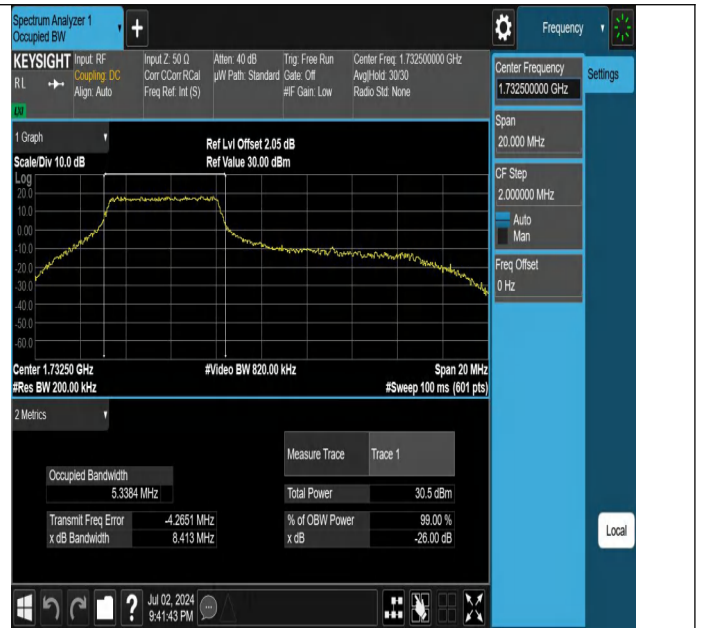 Spectrum Analyzer 1
Occupied BW
+
Frequency
KEYSIGHT
RL
LXI
Input: RF
Coupling: DC
Align: Auto
Input Z: 50 Ω
Corr CCorr RCal
Freq Ref: Int (S)
Atten: 40 dB
µW Path: Standard
Trig: Free Run
Gate: Off
#IF Gain: Low
Center Freq: 1.732500000 GHz
Avg|Hold: 30/30
Radio Std: None
Center Frequency
1.732500000 GHz
Settings
Span
20.000 MHz
CF Step
2.000000 MHz
Auto
Man
Freq Offset
0 Hz
Local
1 Graph
Scale/Div 10.0 dB
Ref Lvl Offset 2.05 dB
Ref Value 30.00 dBm
Log
20.0
10.0
0.00
-10.0
-20.0
-30.0
-40.0
-50.0
-60.0
Center 1.73250 GHz
#Video BW 820.00 kHz
Span 20 MHz
#Res BW 200.00 kHz
#Sweep 100 ms (601 pts)
2 Metrics
Measure Trace
Trace 1
Occupied Bandwidth
5.3384 MHz
Total Power
30.5 dBm
Transmit Freq Error
-4.2651 MHz
% of OBW Power
99.00 %
x dB Bandwidth
8.413 MHz
x dB
-26.00 dB
?
Jul 02, 2024
9:41:43 PM